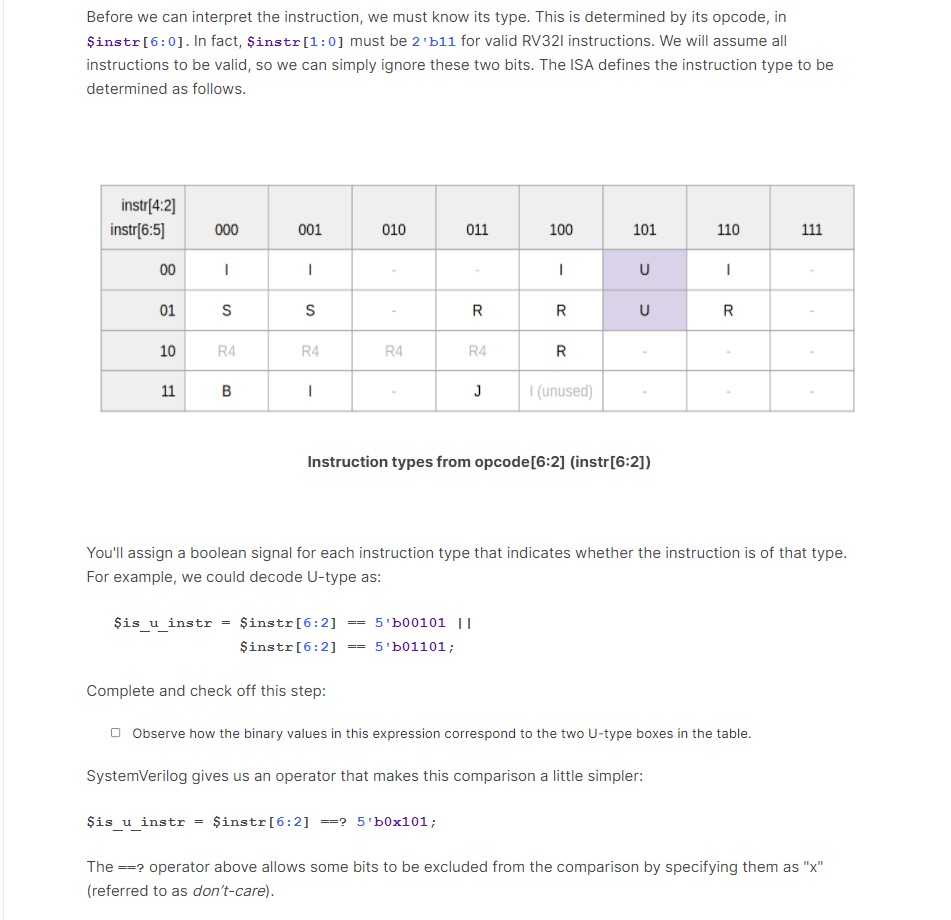 Before we can interpret the instruction, we must know its type. This is determined by its opcode, in
$instr[6:0]. In fact, $instr[1:0] must be 2'b11 for valid RV32I instructions. We will assume all
instructions to be valid, so we can simply ignore these two bits. The ISA defines the instruction type to be
determined as follows.
instr[4:2]
instr[6:5] 000 001 010 011 100 101 110 111
00 I I - - I U I -
01 S S - R R U R -
10 R4 R4 R4 R4 R - - -
11 B I - J I (unused) - - -
Instruction types from opcode[6:2] (instr[6:2])
You'll assign a boolean signal for each instruction type that indicates whether the instruction is of that type.
For example, we could decode U-type as:
$is_u_instr = $instr[6:2] == 5'b00101 ||
$instr[6:2] == 5'b01101;
Complete and check off this step:
Observe how the binary values in this expression correspond to the two U-type boxes in the table.
SystemVerilog gives us an operator that makes this comparison a little simpler:
$is_u_instr = $instr[6:2] ==? 5'b0x101;
The ==? operator above allows some bits to be excluded from the comparison by specifying them as "x"
(referred to as don't-care).